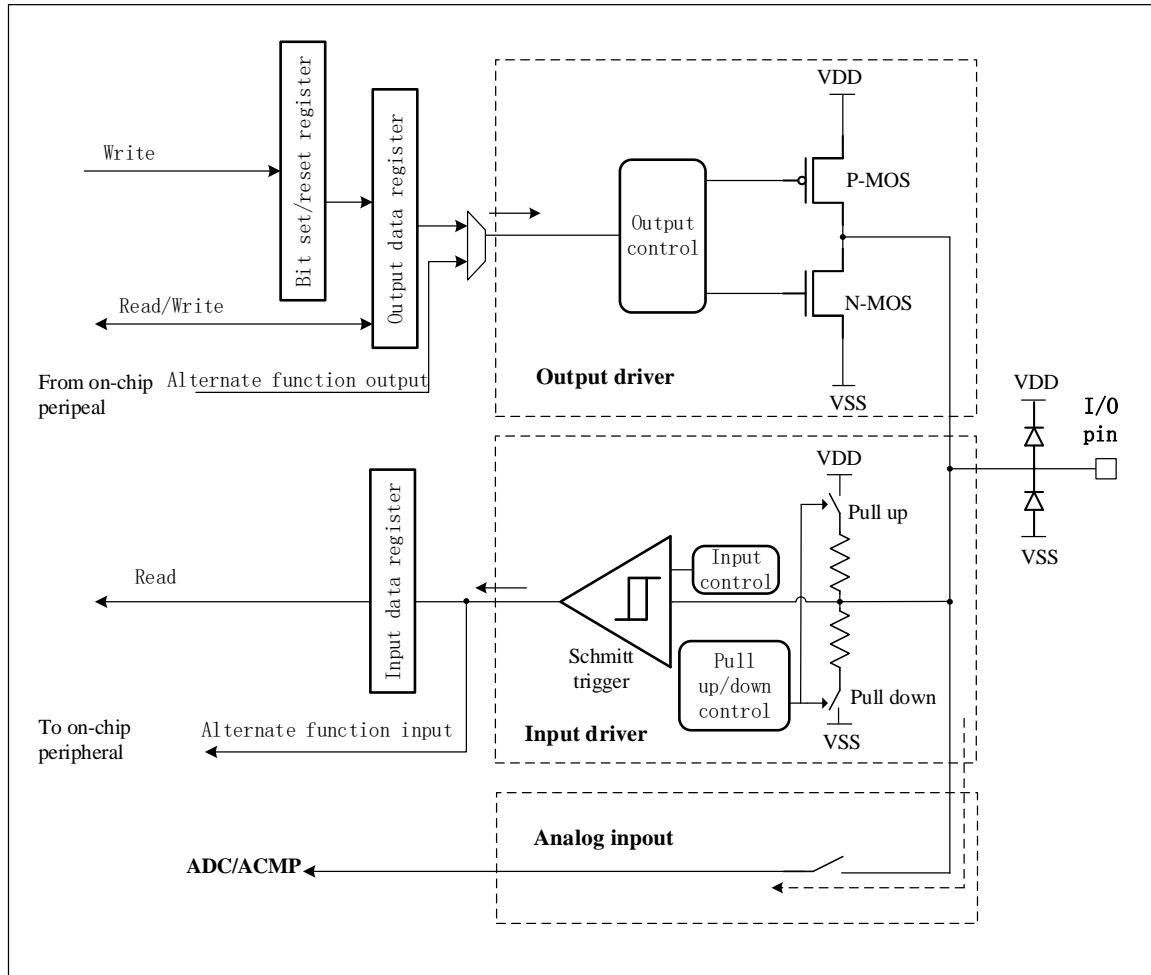 VDD
Write
Bit set/reset register
Output data register
P-MOS
Output
control
Read/Write
N-MOS
From on-chip
peripeal
Alternate function output
Output driver
VSS
VDD
I/O
pin
VDD
Pull up
Input data register
Input
control
VSS
Read
Schmitt
trigger
Pull
up/down
control
Pull down
To on-chip
peripheral
Alternate function input
Input driver
VSS
Analog inpout
ADC/ACMP